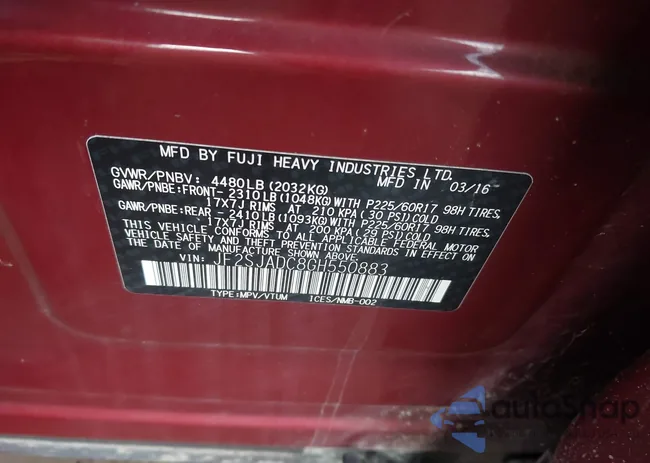 MFD BY FUJI HEAVY INDUSTRIES LTD.
GVWR/PNBV: 4480LB(2032KG) MFD IN 03/16
GAWR/PNBE:FRONT-2310LB(1048KG)WITH P225/60R17 98H TIRES,
17X7J RIMS AT 210KPA(30 PSI)COLD
GAWR/PNBE:REAR-2410LB(1093KG)WITH P225/60R17 98H TIRES,
17X7J RIMS AT 200KPA(29 PSI)COLD
THIS VEHICLE CONFORMS TO ALL APPLICABLE FEDERAL MOTOR
VEHICLE SAFETY AND THEFT PREVENTION STANDARDS IN EFFECT ON
THE DATE OF MANUFACTURE SHOWN ABOVE.
VIN: JF2SJADC8GH550883
TYPE:MPV/VTUM ICES/NMB-002
autoSnap